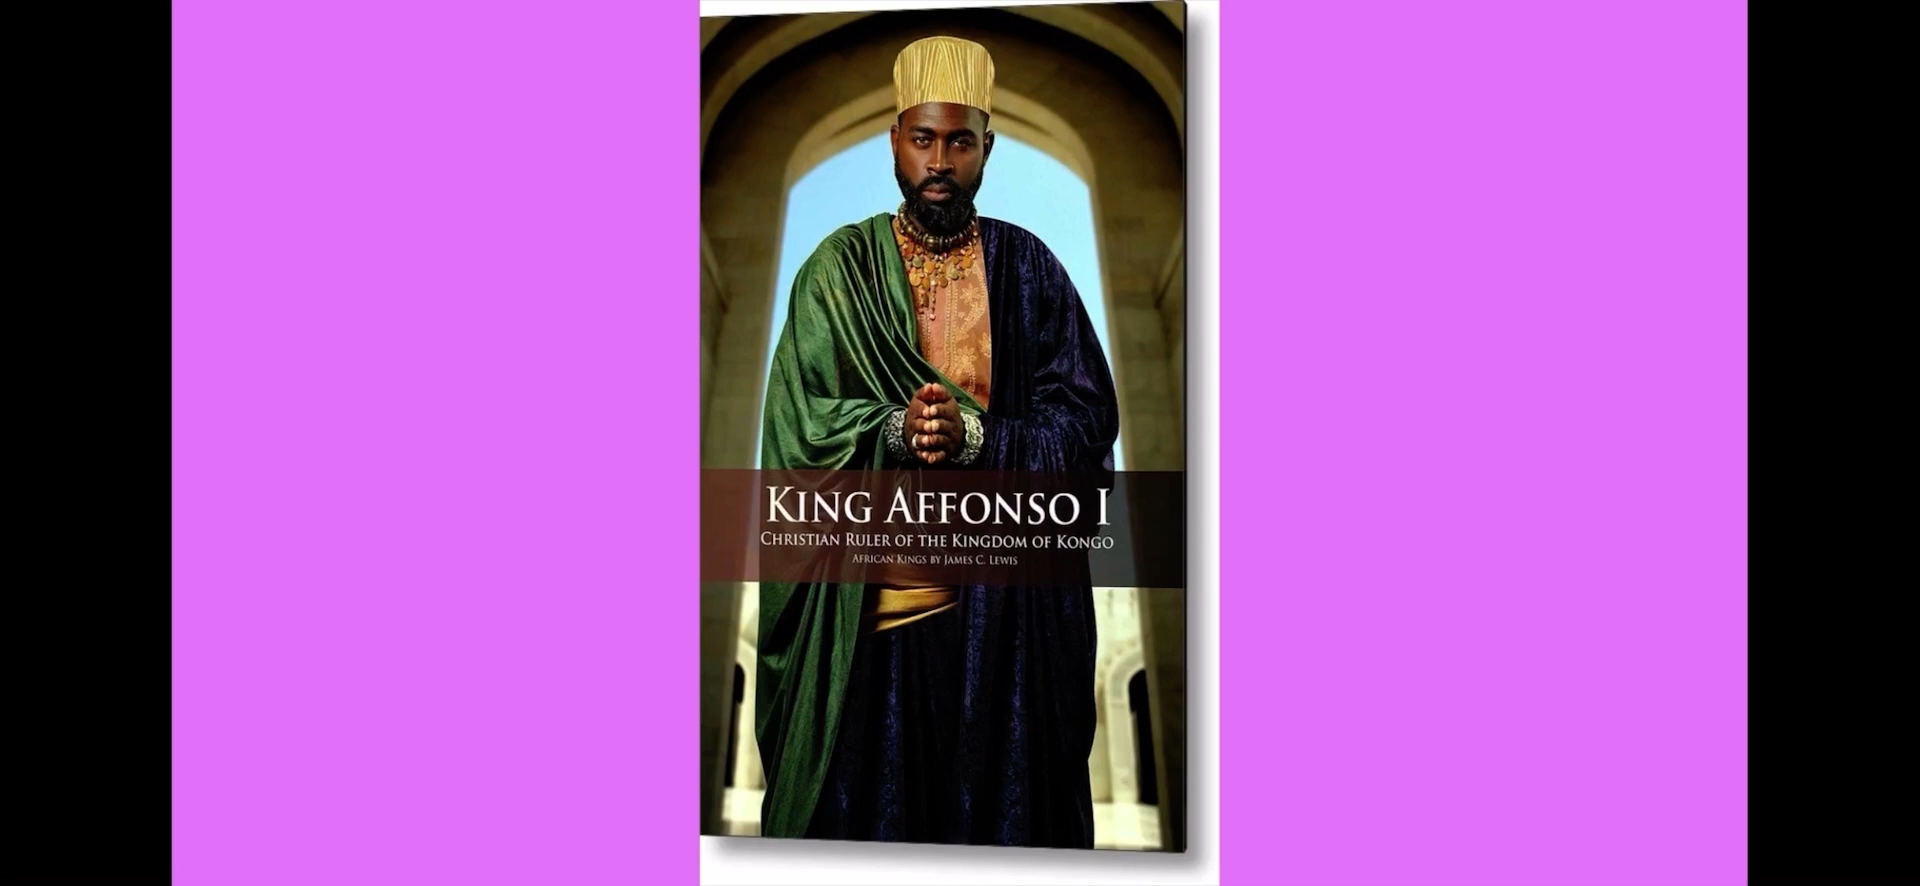 King Affonso I
Christian Ruler of the Kingdom of Kongo
African Kings by James C. Lewis